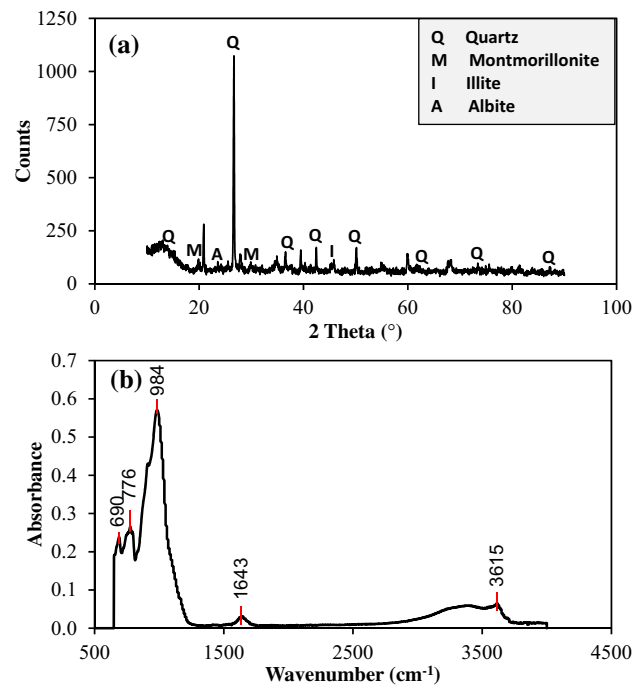 (a)
Q Quartz
M Montmorillonite
I Illite
A Albite
Counts
1250
1000
750
500
250
0
Q
Q
M
A
M
Q
Q
I
Q
Q
Q
Q
0 20 40 60 80 100
2 Theta (°)
(b)
Absorbance
0.7
0.6
0.5
0.4
0.3
0.2
0.1
0.0
690
776
984
1643
3615
500 1500 2500 3500 4500
Wavenumber (cm-1)